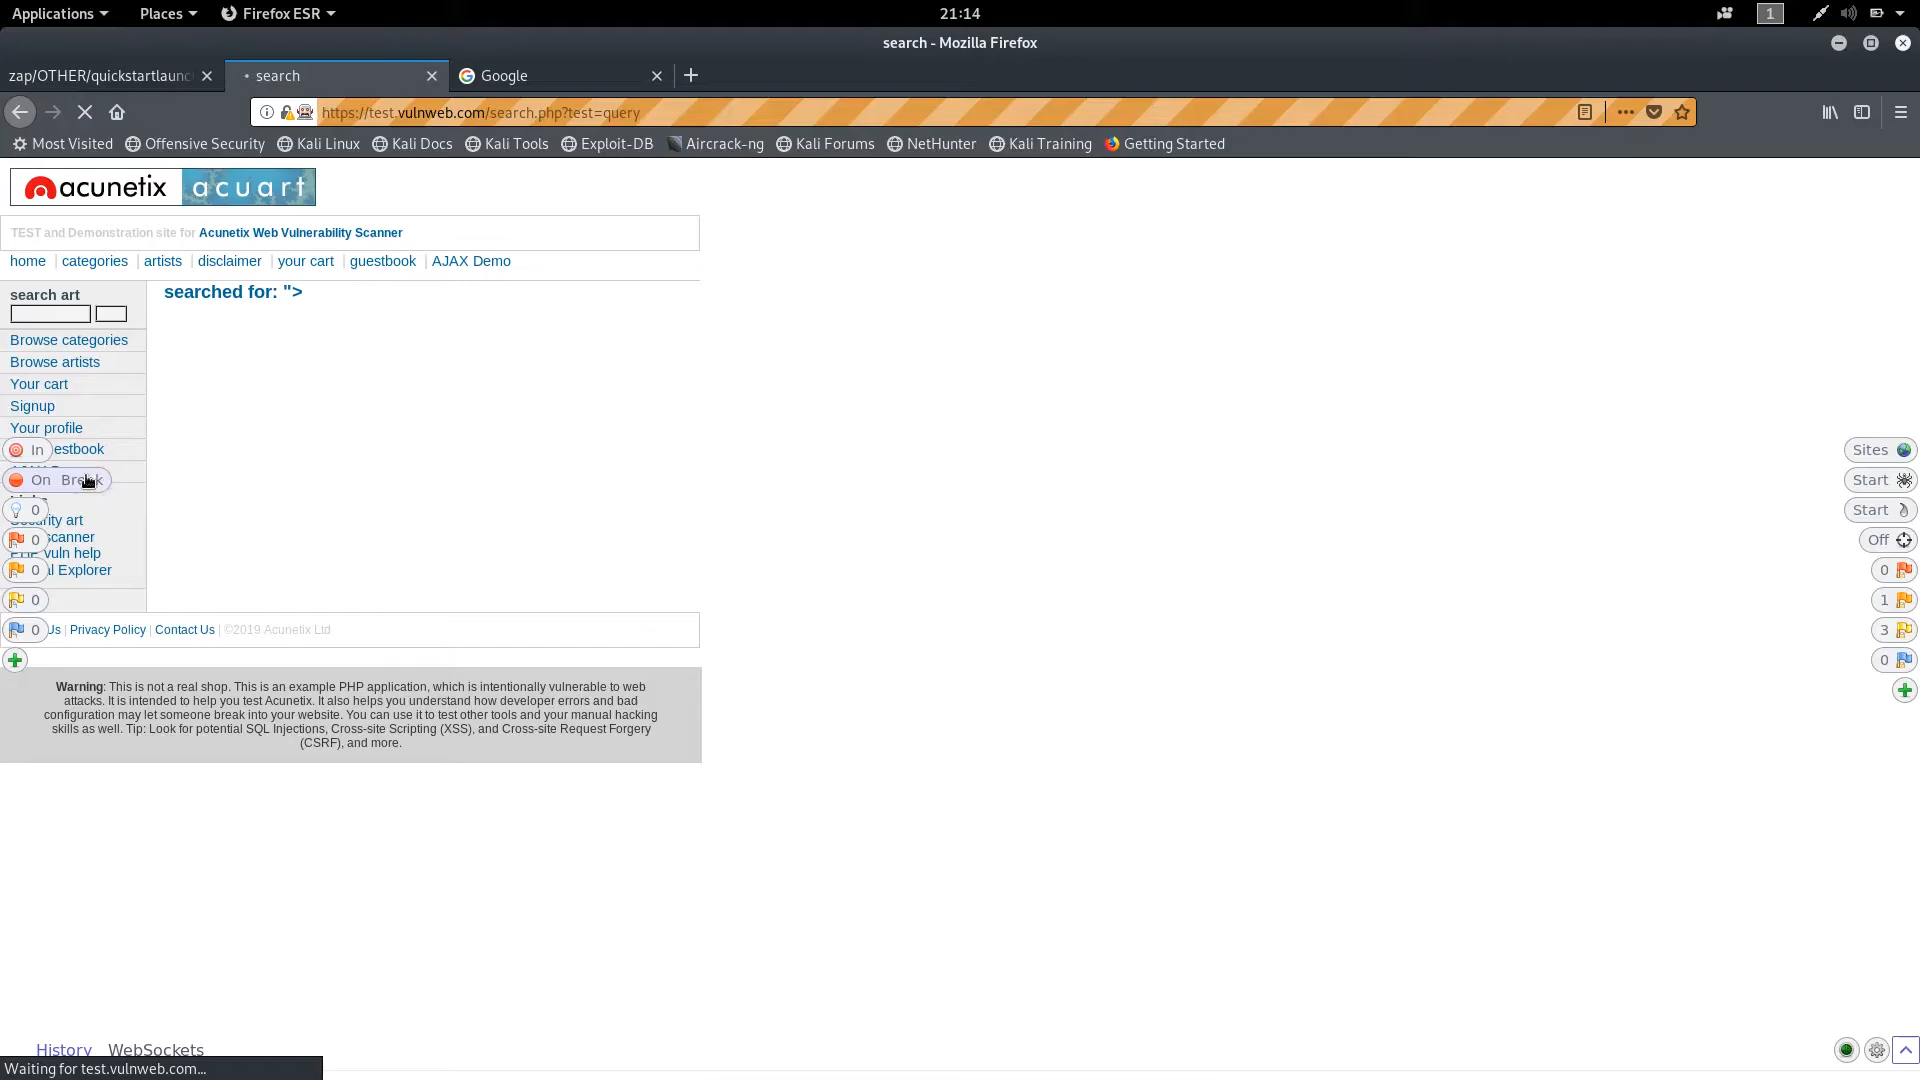 Applications Places Firefox ESR 21:14 1
search - Mozilla Firefox
zap/OTHER/quickstartlaunc search Google
https://test.vulnweb.com/search.php?test=query
Most Visited Offensive Security Kali Linux Kali Docs Kali Tools Exploit-DB Aircrack-ng Kali Forums NetHunter Kali Training Getting Started
acunetix acuart
TEST and Demonstration site for Acunetix Web Vulnerability Scanner
home | categories | artists | disclaimer | your cart | guestbook | AJAX Demo
search art
searched for: ">
Browse categories
Browse artists
Your cart
Signup
Your profile
In estbook
On
0 rity art
0 scanner
vuln help
0 l Explorer
0
0 Us | Privacy Policy | Contact Us | ©2019 Acunetix Ltd
Sites
Start
Start
Off
0
1
3
0
Warning: This is not a real shop. This is an example PHP application, which is intentionally vulnerable to web
attacks. It is intended to help you test Acunetix. It also helps you understand how developer errors and bad
configuration may let someone break into your website. You can use it to test other tools and your manual hacking
skills as well. Tip: Look for potential SQL Injections, Cross-site Scripting (XSS), and Cross-site Request Forgery
(CSRF), and more.
History WebSockets
Waiting for test.vulnweb.com...